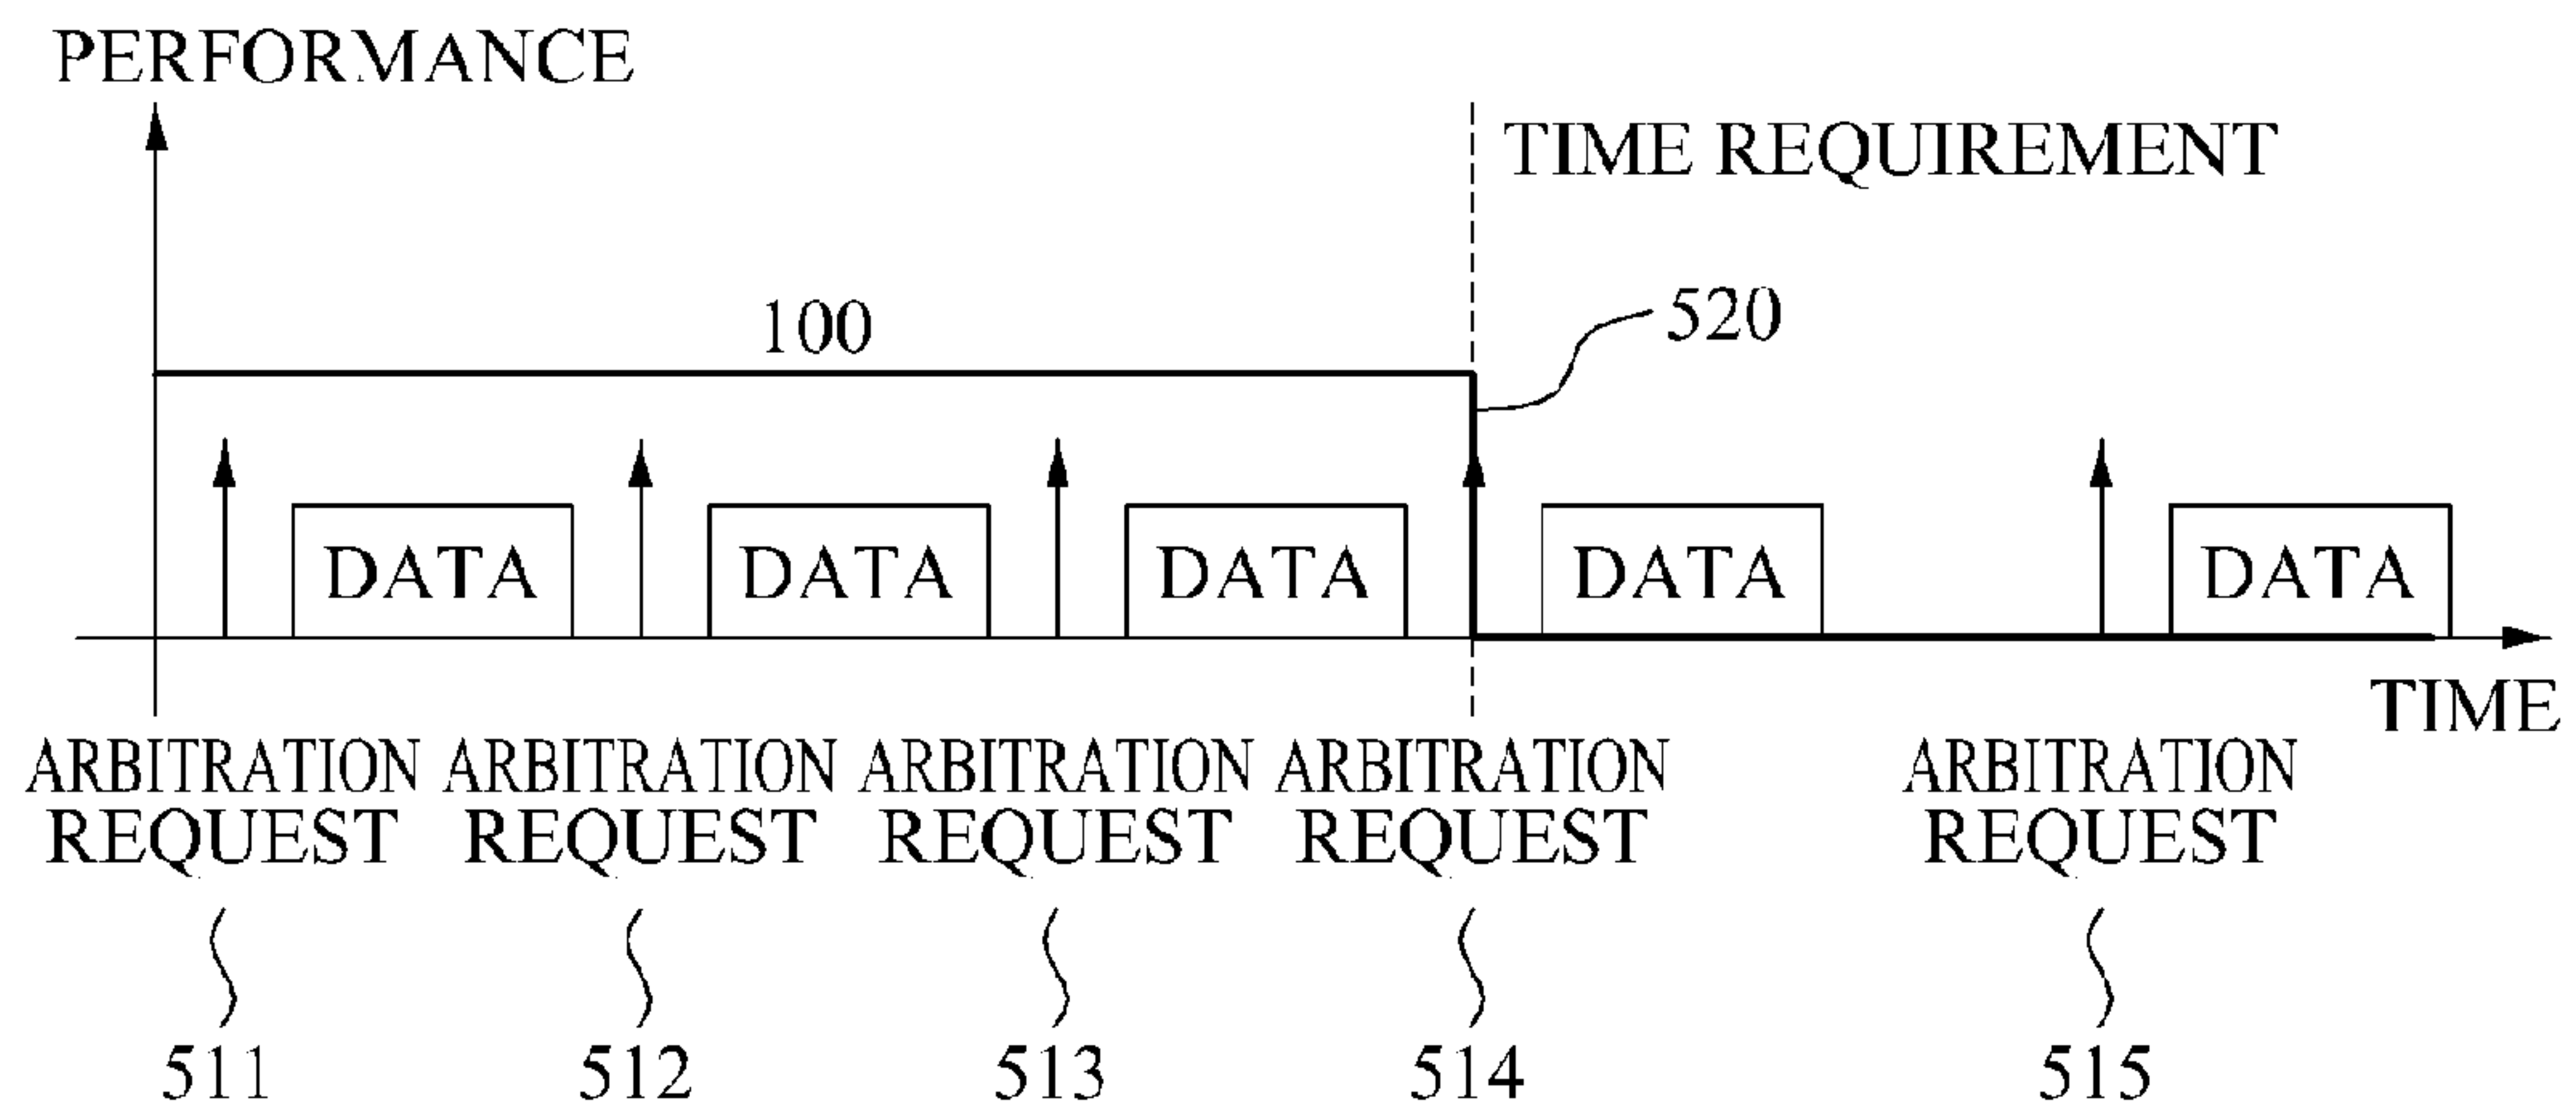 PERFORMANCE
TIME REQUIREMENT
100
520
DATA DATA DATA DATA DATA
TIME
ARBITRATION ARBITRATION ARBITRATION ARBITRATION ARBITRATION
REQUEST REQUEST REQUEST REQUEST REQUEST
511 512 513 514 515